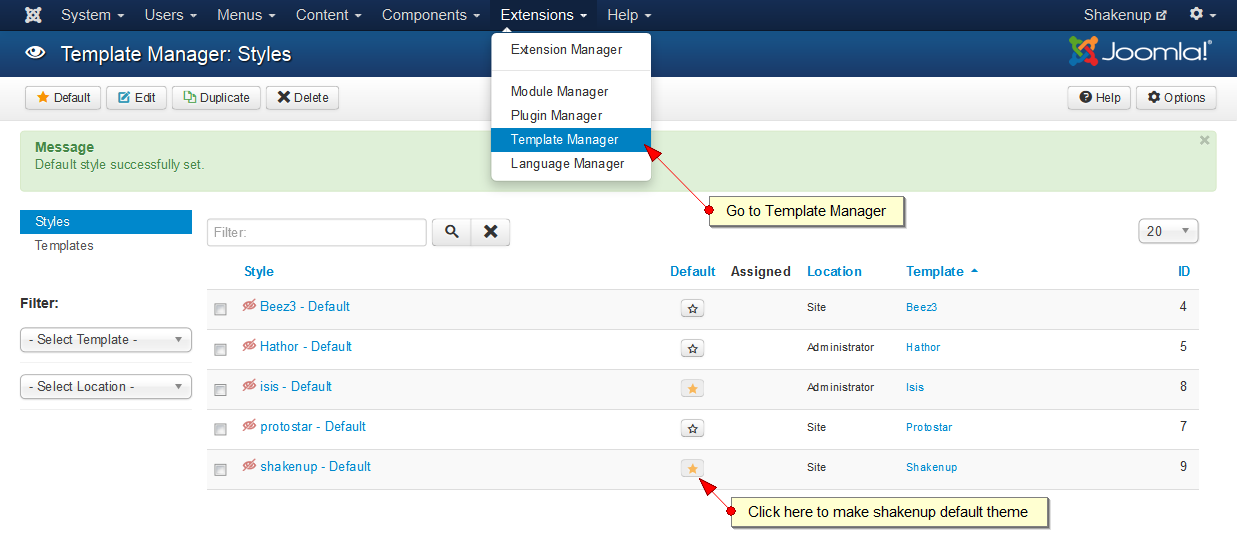 System Users Menus Content Components Extensions Help Shakenup
Template Manager: Styles Joomla!®
Extension Manager
Default Edit Duplicate Delete Help Options
Module Manager
Plugin Manager
Template Manager
Language Manager
Message
Default style successfully set.
Go to Template Manager
Styles
Templates
Filter: 20
Style Default Assigned Location Template ID
Filter:
- Select Template -
- Select Location -
Beez3 - Default Site Beez3 4
Hathor - Default Administrator Hathor 5
isis - Default Administrator Isis 8
protostar - Default Site Protostar 7
shakenup - Default Site Shakenup 9
Click here to make shakenup default theme